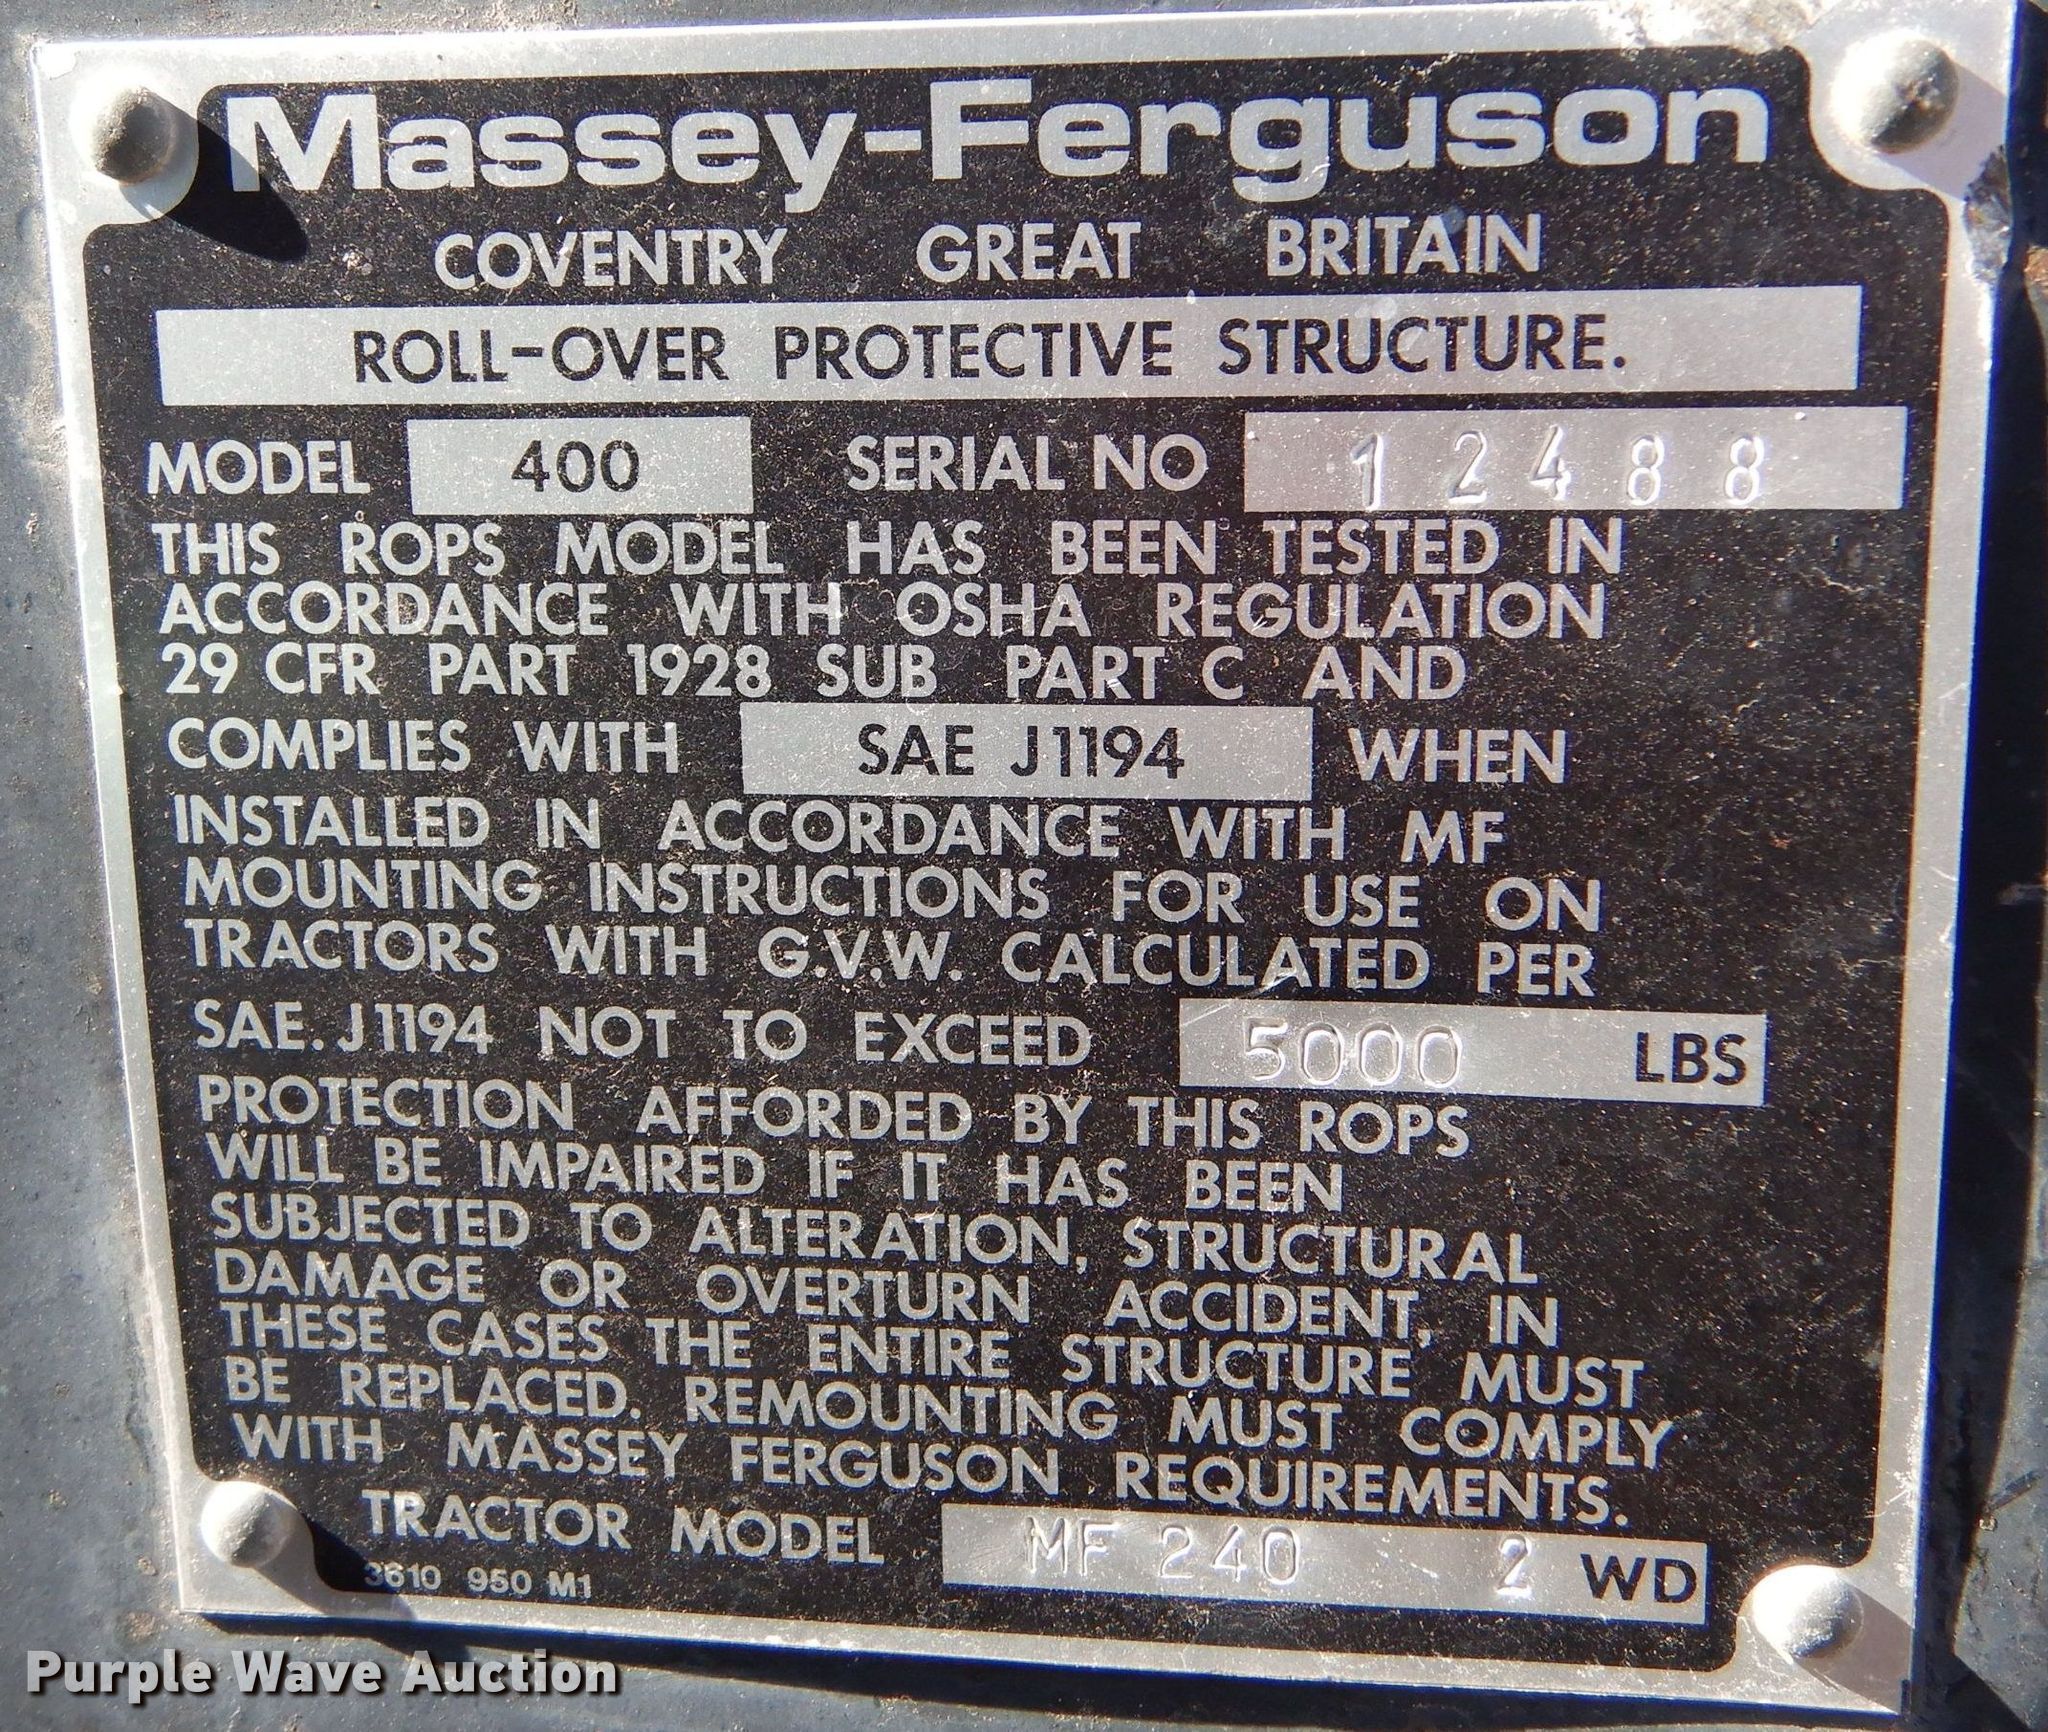 Massey-Ferguson
COVENTRY GREAT BRITAIN
ROLL-OVER PROTECTIVE STRUCTURE.
MODEL 400 SERIAL NO 12488
THIS ROPS MODEL HAS BEEN TESTED IN
ACCORDANCE WITH OSHA REGULATION
29 CFR PART 1928 SUB PART C AND
COMPLIES WITH SAE J1194 WHEN
INSTALLED IN ACCORDANCE WITH MF
MOUNTING INSTRUCTIONS FOR USE ON
TRACTORS WITH G.V.W. CALCULATED PER
SAE. J1194 NOT TO EXCEED 5000 LBS
PROTECTION AFFORDED BY THIS ROPS
WILL BE IMPAIRED IF IT HAS BEEN
SUBJECTED TO ALTERATION, STRUCTURAL
DAMAGE OR OVERTURN ACCIDENT, IN
THESE CASES THE ENTIRE STRUCTURE MUST
BE REPLACED. REMOUNTING MUST COMPLY
WITH MASSEY FERGUSON REQUIREMENTS.
TRACTOR MODEL MF 240 2 WD
3610 950 M1
Purple Wave Auction